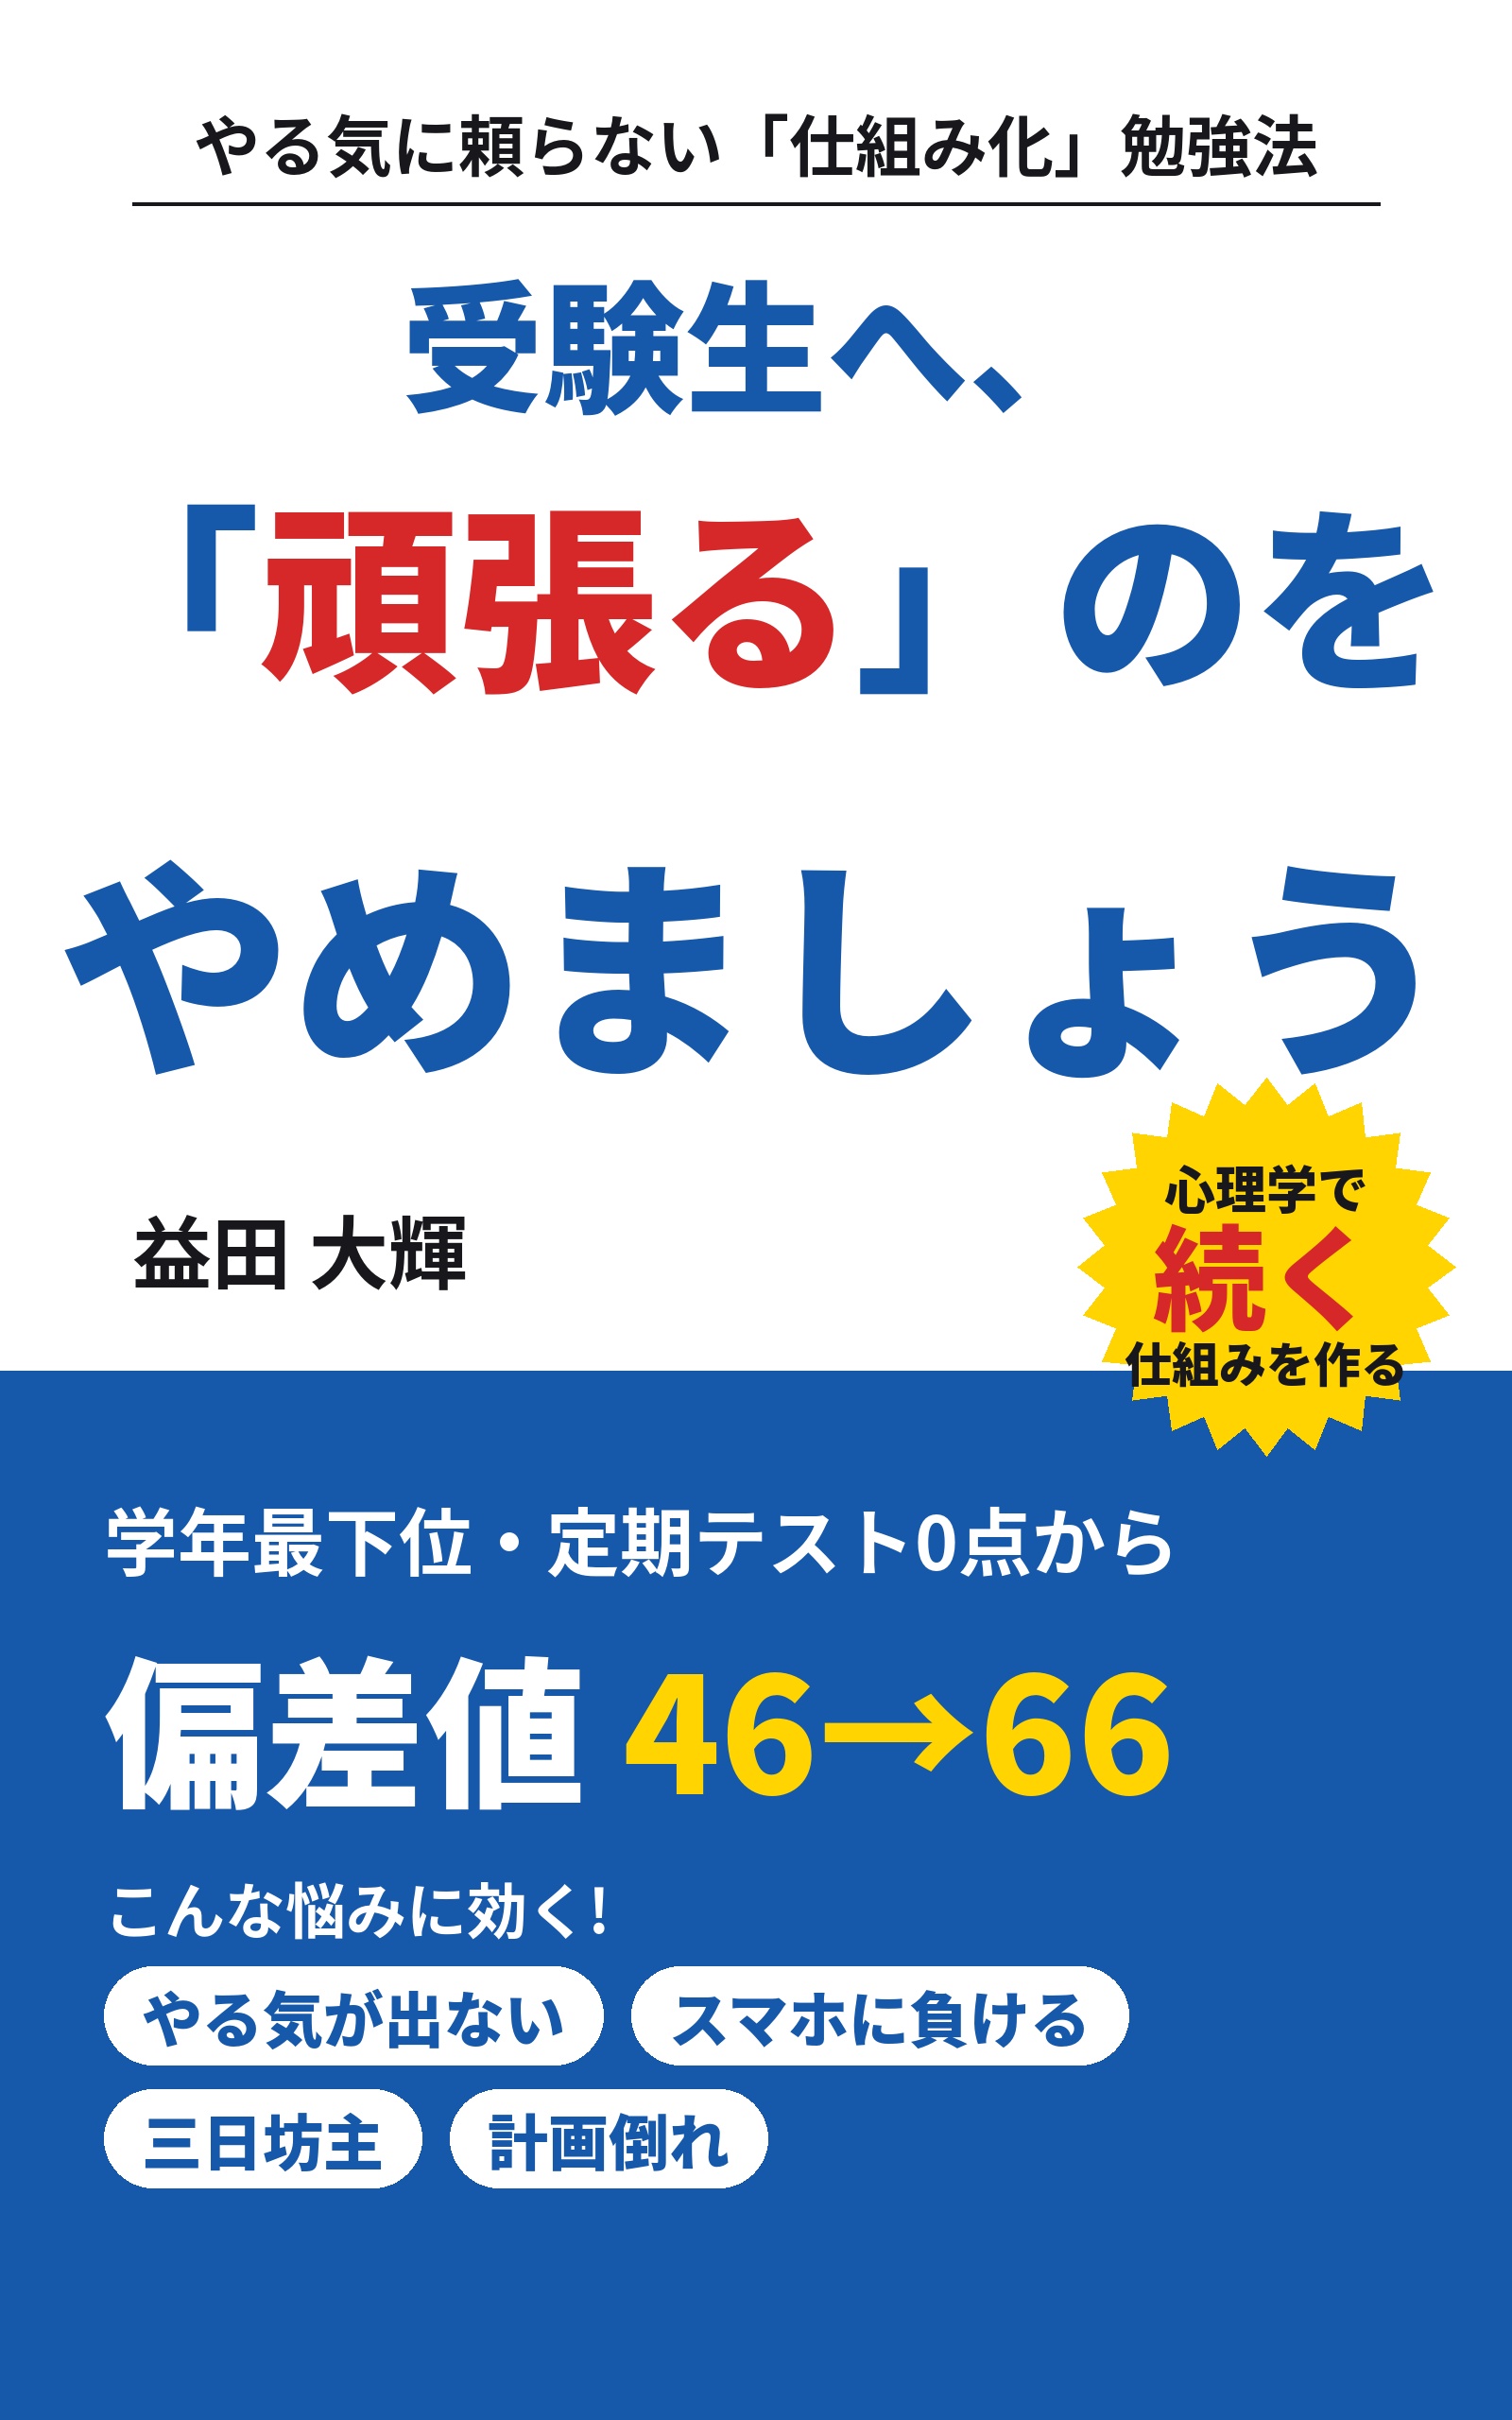 やる気に頼らない「仕組み化」勉強法
受験生へ、
「頑張る」のを
やめましょう
益田 大輝
心理学で
続く
仕組みを作る
学年最下位・定期テスト0点から
偏差値 46→66
こんな悩みに効く!
やる気が出ない
スマホに負ける
三日坊主
計画倒れ